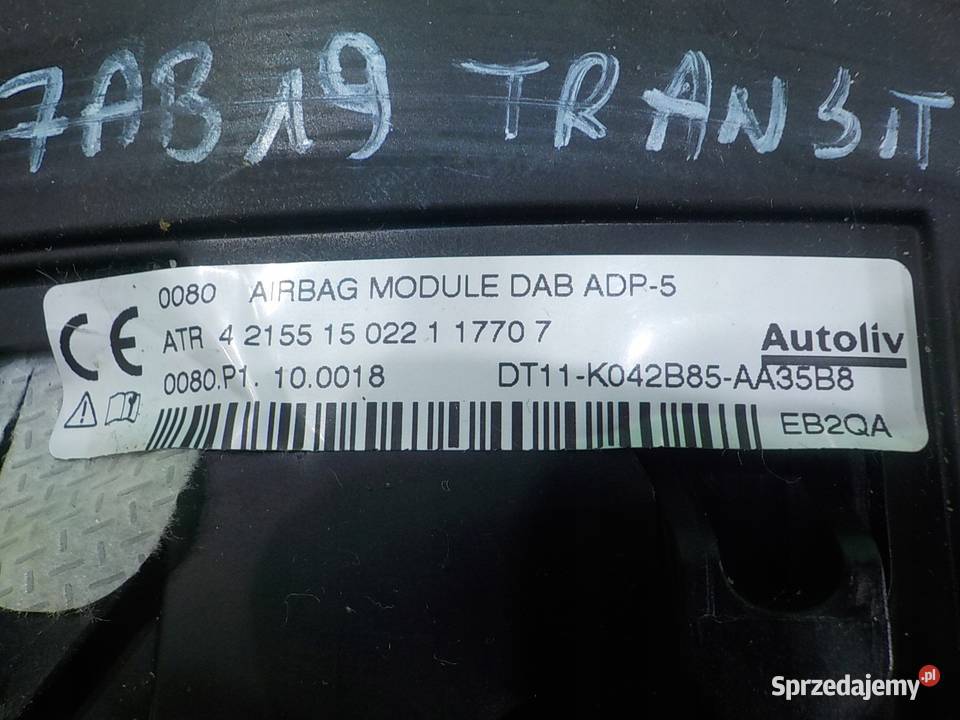 7AB19 TRANSIT
CE 0080 AIRBAG MODULE DAB ADP-5
ATR 4 2155 15 022 1 1770 7 Autoliv
0080.P1. 10.0018 DT11-K042B85-AA35B8
EB2QA
Sprzedajemy.pl